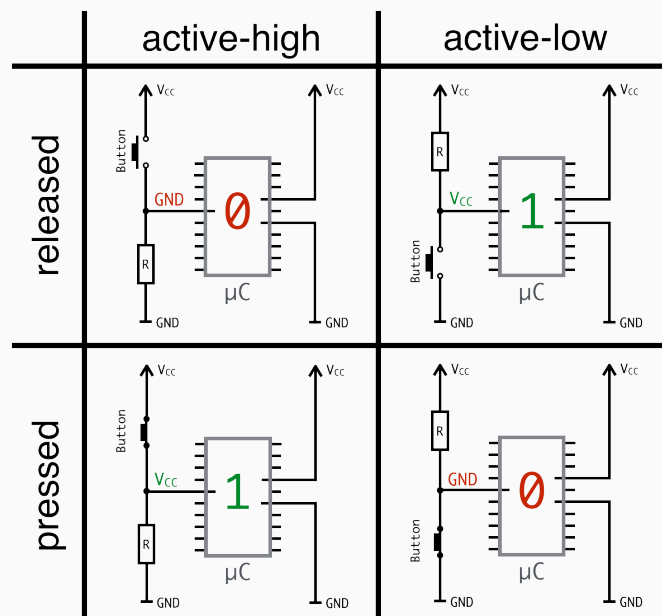 active-high
active-low
released
VCC
VCC
Button
GND
0
R
µC
GND
GND
VCC
VCC
R
VCC
1
Button
µC
GND
GND
pressed
VCC
VCC
Button
VCC
1
R
µC
GND
GND
VCC
VCC
R
GND
0
Button
µC
GND
GND